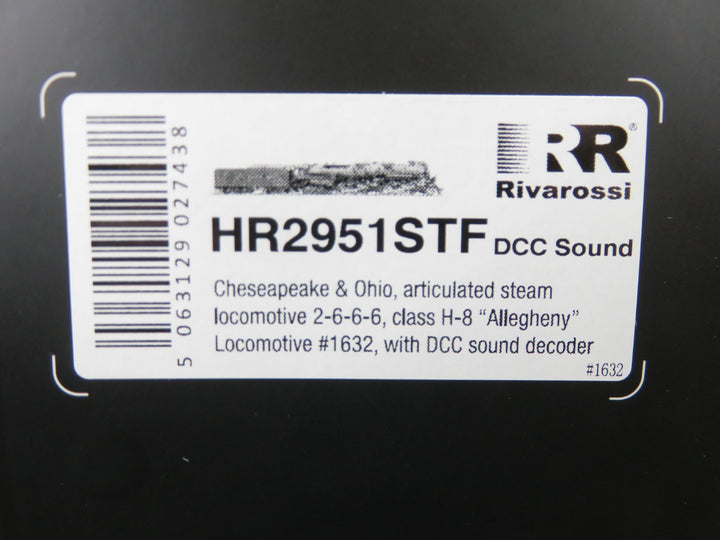 RR®
Rivarossi
HR2951STF DCC Sound
Cheseapeake & Ohio, articulated steam
locomotive 2-6-6-6, class H-8 “Allegheny”
Locomotive #1632, with DCC sound decoder
#1632
5 063129 027438